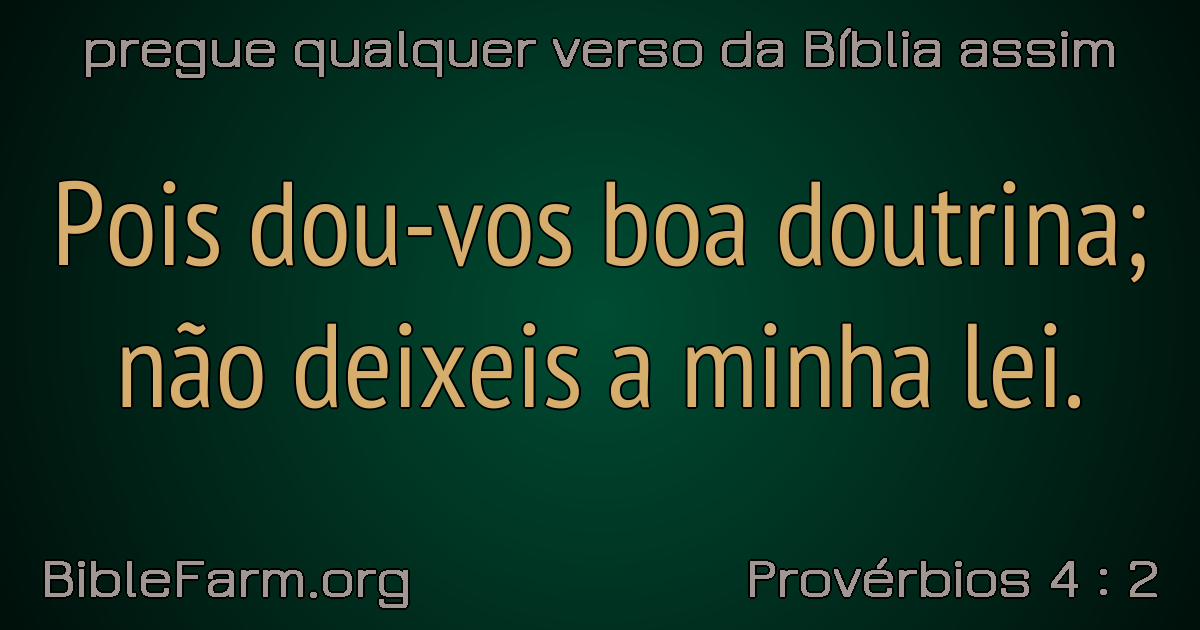 pregue qualquer verso da Bíblia assim
Pois dou-vos boa doutrina;
não deixeis a minha lei.
BibleFarm.org
Provérbios 4 : 2